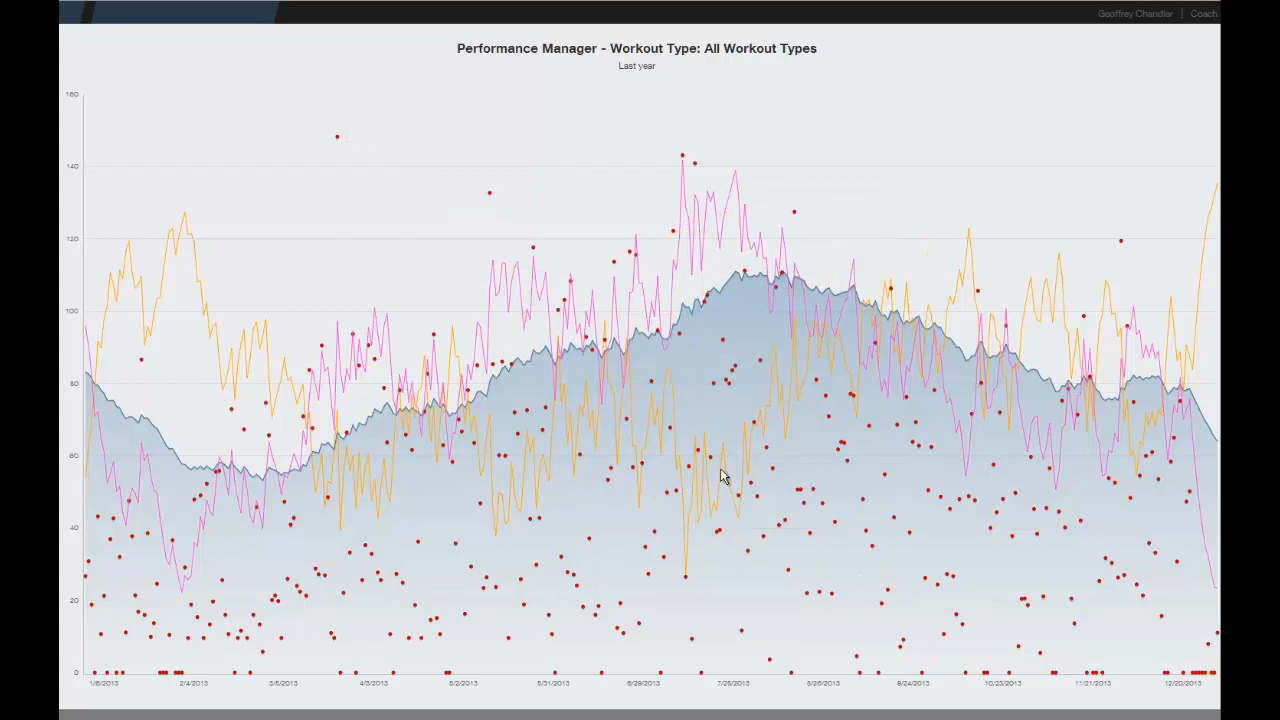 Geoffrey Chandler | Coach
Performance Manager - Workout Type: All Workout Types
Last year
160
140
120
100
80
60
40
20
0
1/6/2013 2/4/2013 3/6/2013 4/3/2013 5/2/2013 5/31/2013 6/29/2013 7/28/2013 8/26/2013 9/24/2013 10/23/2013 11/21/2013 12/20/2013